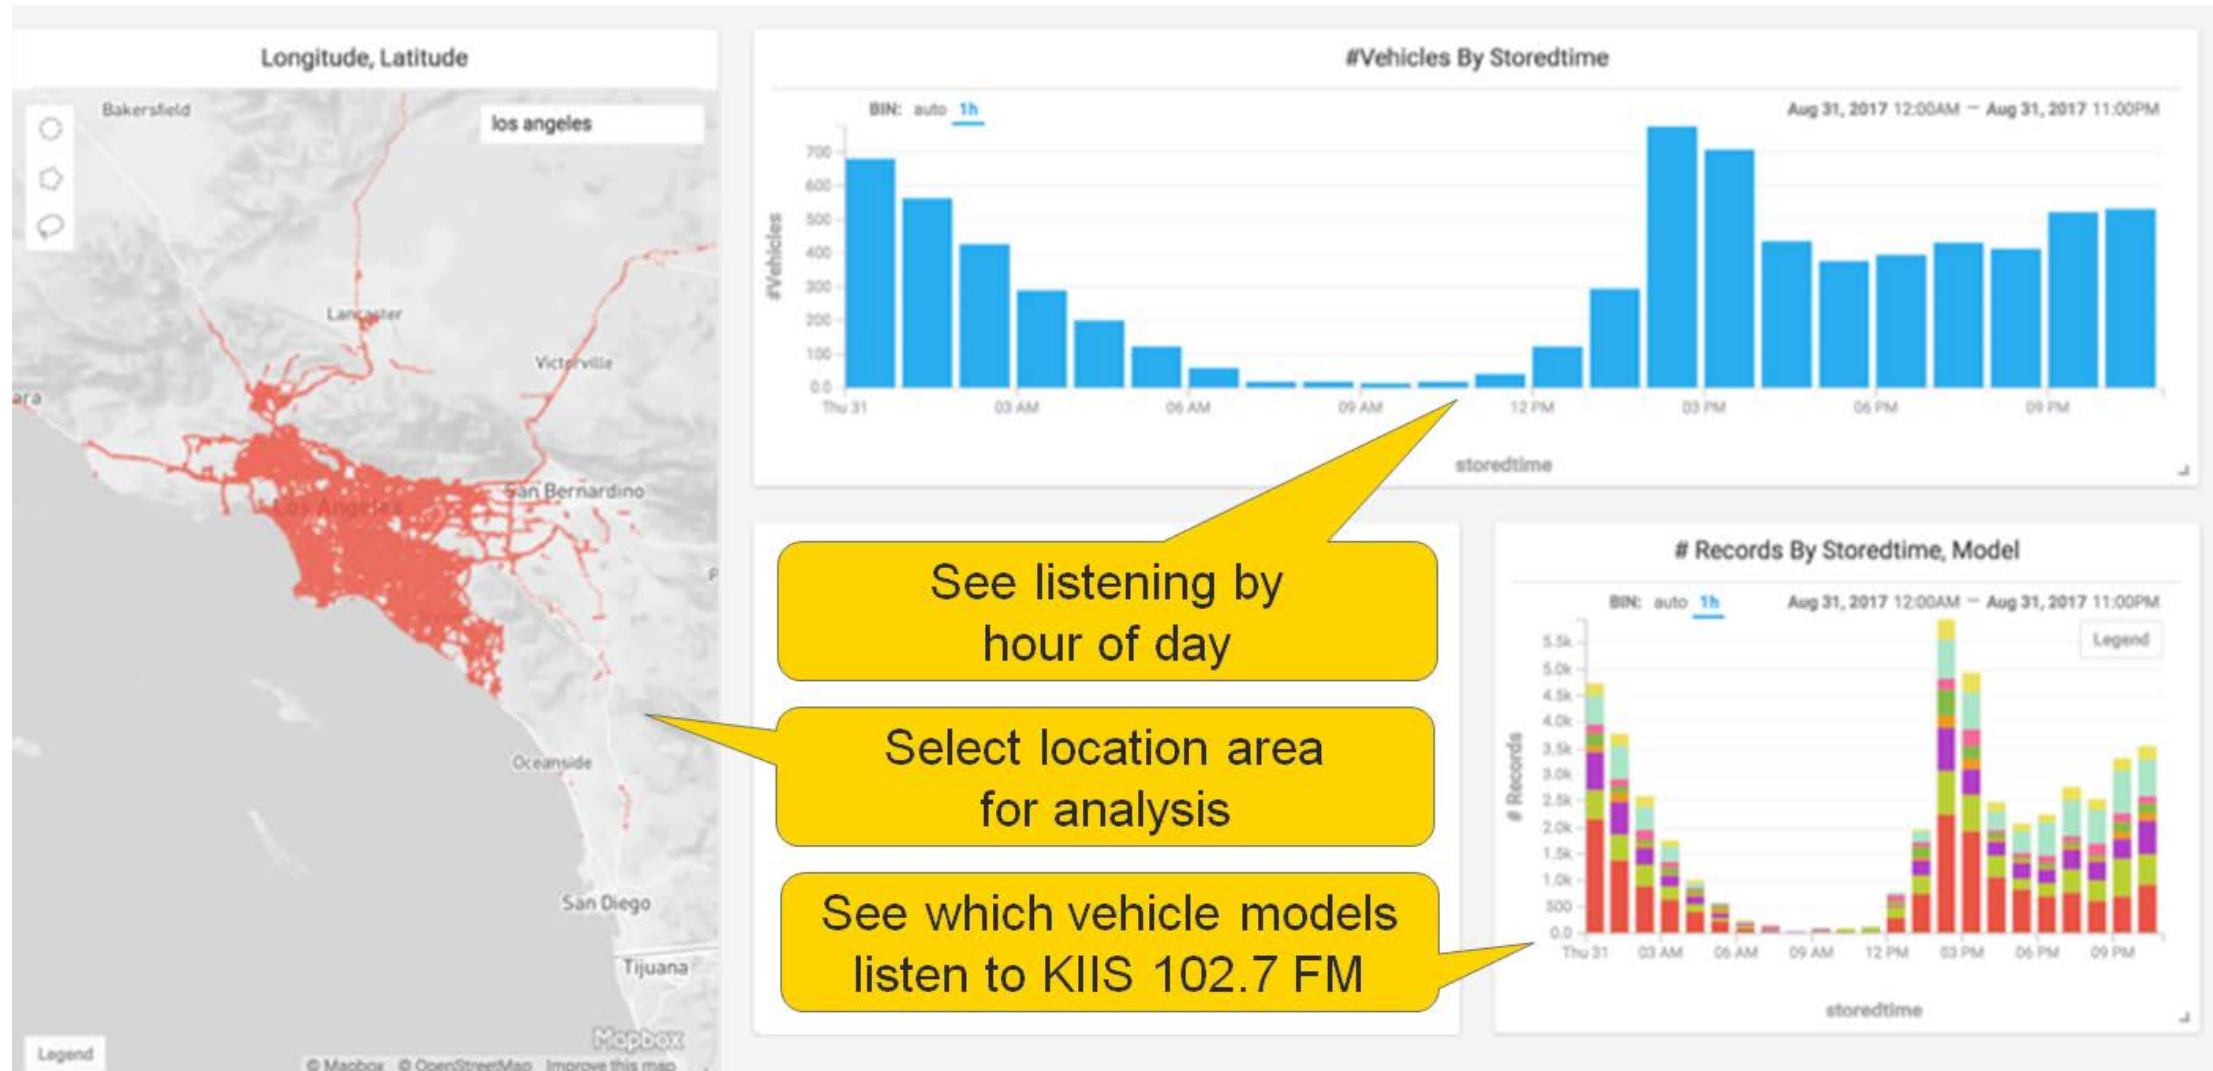 Longitude, Latitude
los angeles
Bakersfield
Lancaster
Victorville
ara
San Bernardino
Los Angeles
P
Oceanside
San Diego
Tijuana
Mapbox
Legend
© Mapbox © OpenStreetMap Improve this map
#Vehicles By Storedtime
BIN: auto 1h
Aug 31, 2017 12:00AM — Aug 31, 2017 11:00PM
#Vehicles
700
600
500
400
300
200
100
0.0
Thu 31 03 AM 06 AM 09 AM 12 PM 03 PM 06 PM 09 PM
storedtime
See listening by
hour of day
Select location area
for analysis
See which vehicle models
listen to KIIS 102.7 FM
# Records By Storedtime, Model
BIN: auto 1h
Aug 31, 2017 12:00AM — Aug 31, 2017 11:00PM
Legend
# Records
5.5k
5.0k
4.5k
4.0k
3.5k
3.0k
2.5k
2.0k
1.5k
1.0k
500
0.0
Thu 31 03 AM 06 AM 09 AM 12 PM 03 PM 06 PM 09 PM
storedtime